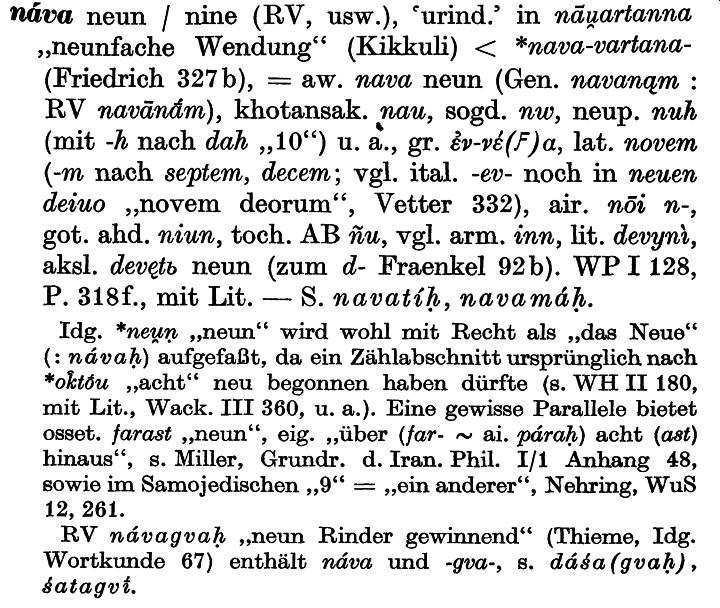 náva neun / nine (RV, usw.), ‘urind.’ in nāu̯artanna
„neunfache Wendung“ (Kikkuli) < *nava-vartana-
(Friedrich 327b), = aw. nava neun (Gen. navanąm :
RV navānā́m), khotansak. nau, sogd. nw, neup. nuh
(mit -h nach dah „10“) u. a., gr. ἐν-νέ(ϝ)α, lat. novem
(-m nach septem, decem; vgl. ital. -ev- noch in neuen
deiuo „novem deorum“, Vetter 332), air. nōi n-,
got. ahd. niun, toch. AB ñu, vgl. arm. inn, lit. devynì,
aksl. devętь neun (zum d- Fraenkel 92b). WP I 128,
P. 318f., mit Lit. — S. navatíḥ, navamáḥ.
Idg. *neu̯n̥ „neun“ wird wohl mit Recht als „das Neue“
(: návaḥ) aufgefaßt, da ein Zählabschnitt ursprünglich nach
*ok̂tōu „acht“ neu begonnen haben dürfte (s. WH II 180,
mit Lit., Wack. III 360, u. a.). Eine gewisse Parallele bietet
osset. farast „neun“, eig. „über (far- ~ ai. páraḥ) acht (ast)
hinaus“, s. Miller, Grundr. d. Iran. Phil. I/1 Anhang 48,
sowie im Samojedischen „9“ = „ein anderer“, Nehring, WuS
12, 261.
RV návagvaḥ „neun Rinder gewinnend“ (Thieme, Idg.
Wortkunde 67) enthält náva und -gva-, s. dáśa(gvaḥ),
śatagví.